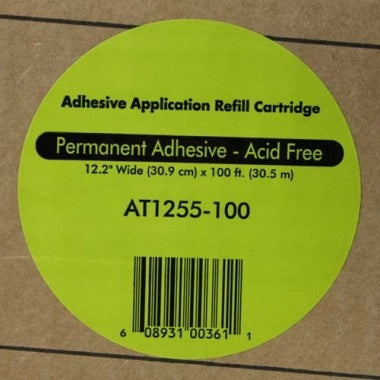 Adhesive Application Refill Cartridge
Permanent Adhesive - Acid Free
12.2" Wide (30.9 cm) x 100 ft. (30.5 m)
AT1255-100
6 08931 00361 1